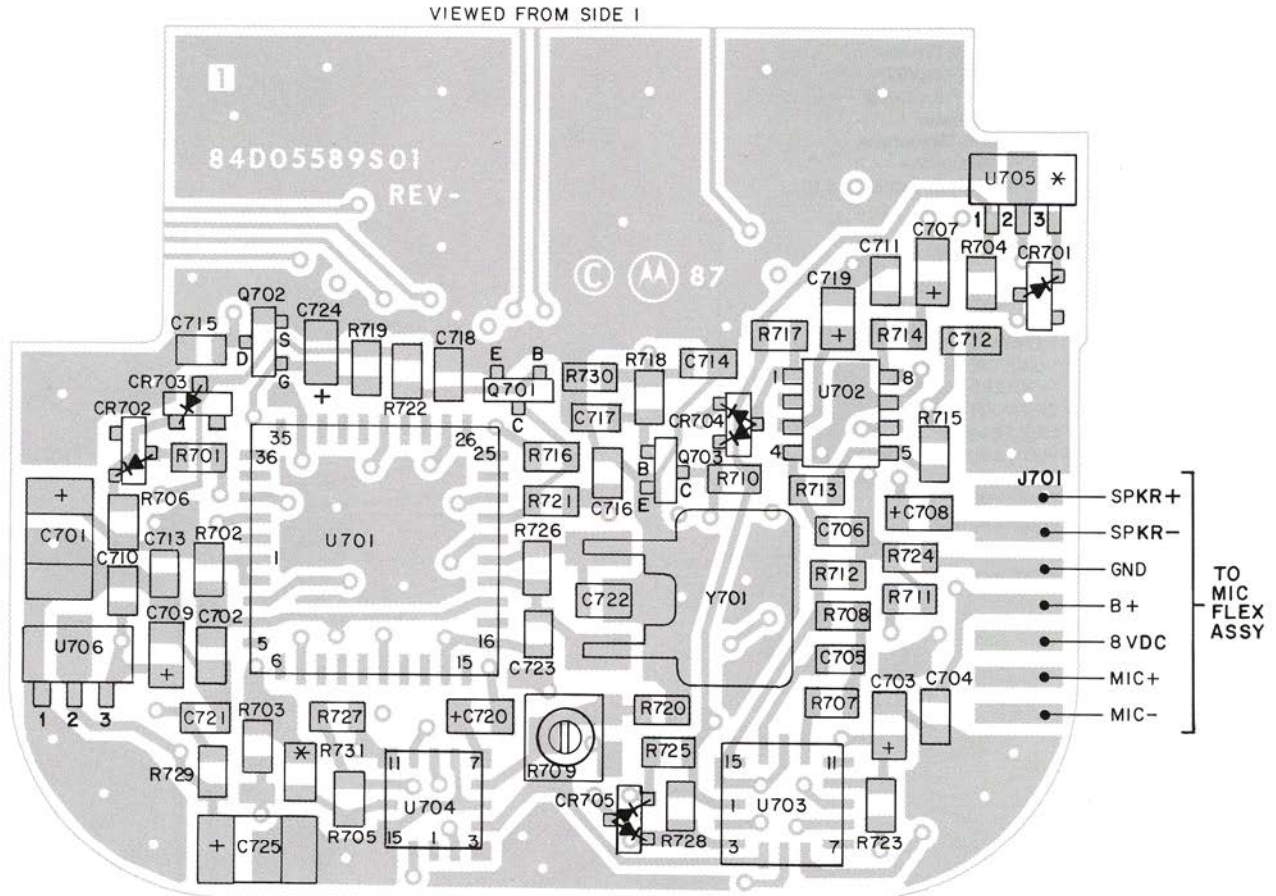 VIEWED FROM SIDE 1
1
84D05589S01
REV-
© M 87
U705 *
1 2 3
C707
C711
R704
CR701
C719
Q702
C724
R719
C718
C715
S
D
G
+
R722
E B
Q701
C
R730
R718
C714
R717
+
+
R714
C712
CR703
CR702
C717
CR704
1
U702
8
4
5
R715
R701
35
36
26
25
R716
Q703
B
C
E
R710
R713
J701
SPKR+
+
C701
R706
R721
C716
+C708
SPKR-
C713
R702
1
U701
R726
C706
R724
GND
C710
R712
R711
TO
MIC
FLEX
ASSY
C722
Y701
R708
B+
C709
C702
U706
5
6
16
15
C723
C705
8 VDC
+
MIC+
1 2 3
C721
R703
R727
+C720
R720
R707
C703
C704
MIC-
*
R731
R709
R725
+
R729
11
7
U704
15
1
3
15
11
1
U703
3
7
CR705
R728
R723
R705
+
C725